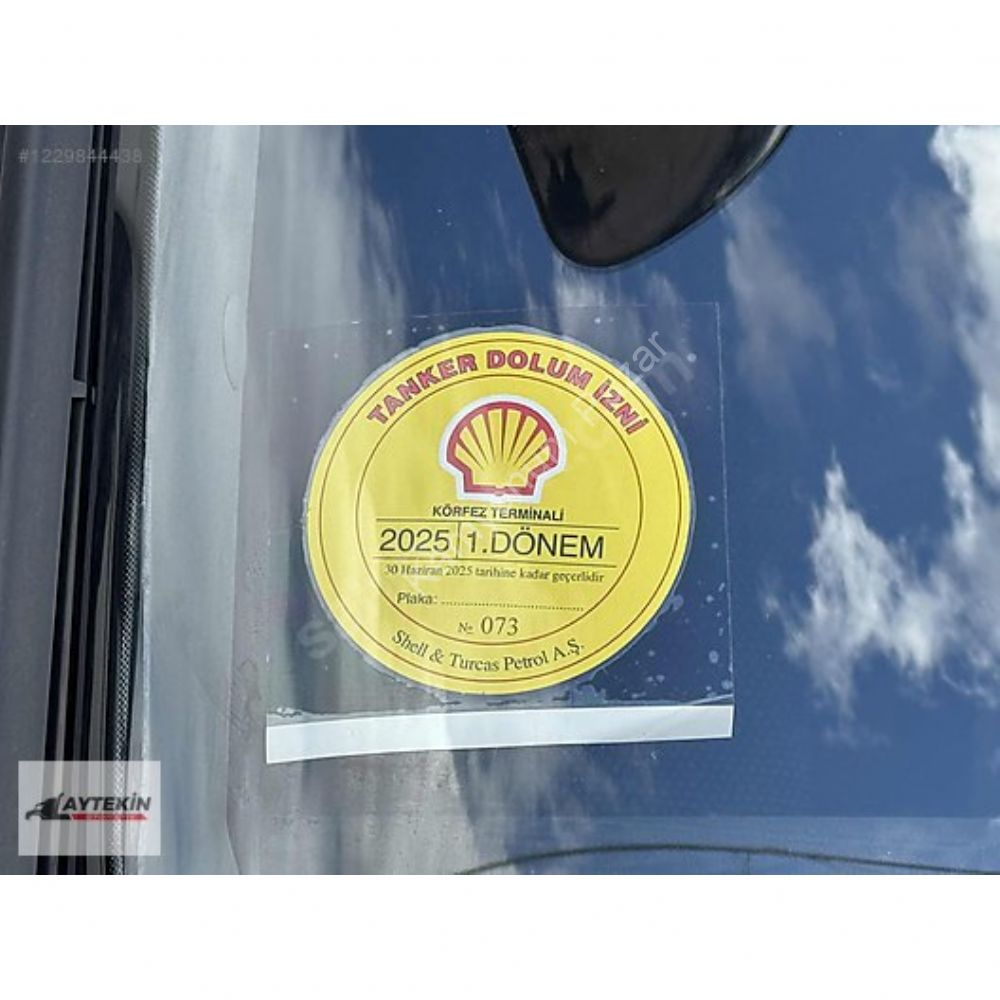 #1229844438
TANKER DOLUM İZNİ
KÖRFEZ TERMİNALİ
2025 1.DÖNEM
30 Haziran 2025 tarihine kadar geçerlidir
Plaka: ........................................
№ 073
Shell & Turcas Petrol A.Ş.
AYTEKİN